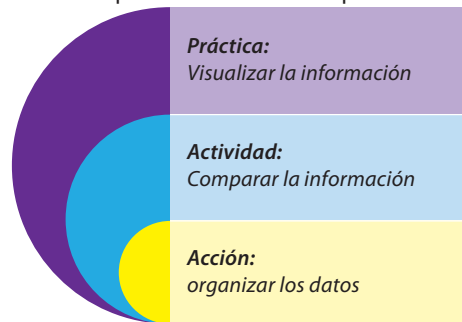 Práctica:
Visualizar la información
Actividad:
Comparar la información
Acción:
organizar los datos